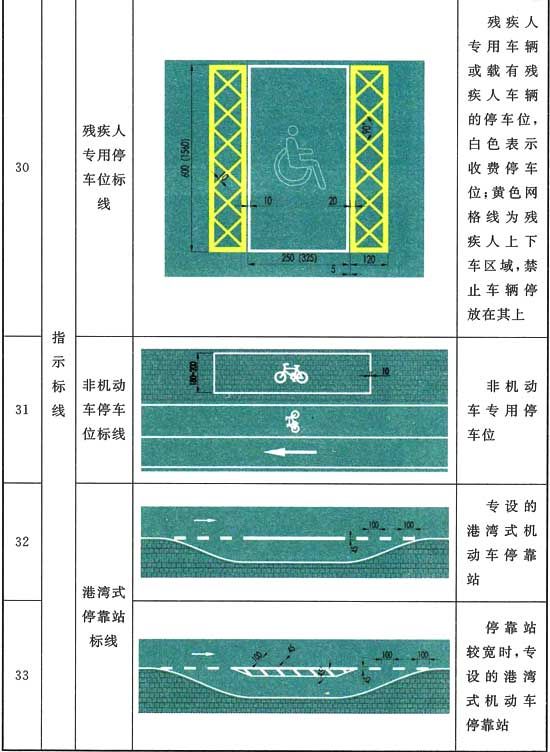 30
指
示
标
线
残疾人
专用停
车位标
线
600 (1560)
10
20
250 (325)
5
120
残疾人
专用车辆
或载有残
疾人车辆
的停车位，
白色表示
收费停车
位；黄色网
格线为残
疾人上下
车区域，禁
止车辆停
放在其上
31
非机动
车停车
位标线
10
非机动
车专用停
车位
32
港湾式
停靠站
标线
100
100
45
专设的
港湾式机
动车停靠
站
33
100
45
45
100
100
45
停靠站
较宽时，专
设的港湾
式机动车
停靠站